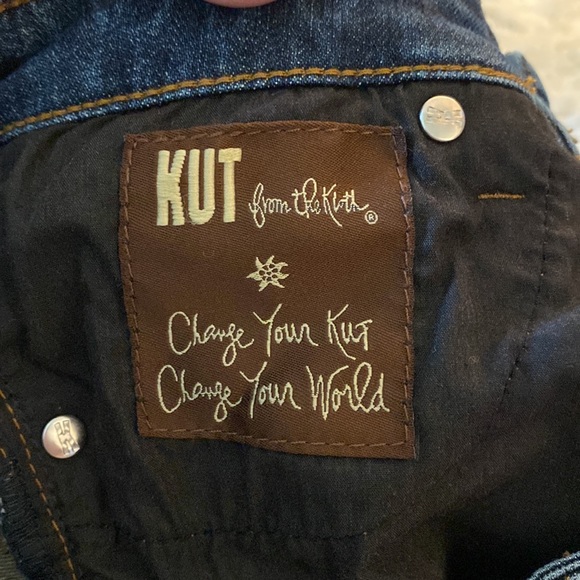 KUT from the Kloth®
Change Your Kut
Change Your World